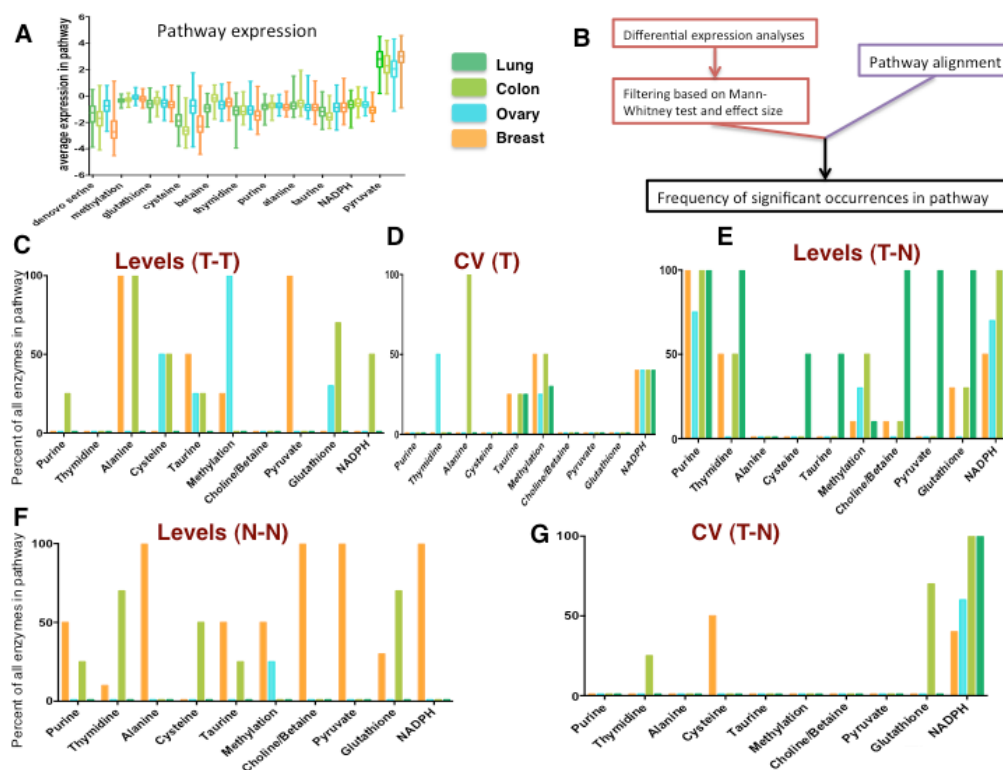 A
Pathway expression
average expression in pathway
6
4
2
0
-2
-4
-6
denovo serine
methylation
glutathione
cysteine
betaine
thymidine
purine
alanine
taurine
NADPH
pyruvate
Lung
Colon
Ovary
Breast
B
Differential expression analyses
Filtering based on Mann-
Whitney test and effect size
Pathway alignment
Frequency of significant occurrences in pathway
C
Levels (T-T)
Percent of all enzymes in pathway
100
50
0
Purine
Thymidine
Alanine
Cysteine
Taurine
Methylation
Choline/Betaine
Pyruvate
Glutathione
NADPH
D
CV (T)
100
50
0
Purine
Thymidine
Alanine
Cysteine
Taurine
Methylation
Choline/Betaine
Pyruvate
Glutathione
NADPH
E
Levels (T-N)
100
50
0
Purine
Thymidine
Alanine
Cysteine
Taurine
Methylation
Choline/Betaine
Pyruvate
Glutathione
NADPH
F
Levels (N-N)
Percent of all enzymes in pathway
100
50
0
Purine
Thymidine
Alanine
Cysteine
Taurine
Methylation
Choline/Betaine
Pyruvate
Glutathione
NADPH
G
CV (T-N)
100
50
0
Purine
Thymidine
Alanine
Cysteine
Taurine
Methylation
Choline/Betaine
Pyruvate
Glutathione
NADPH